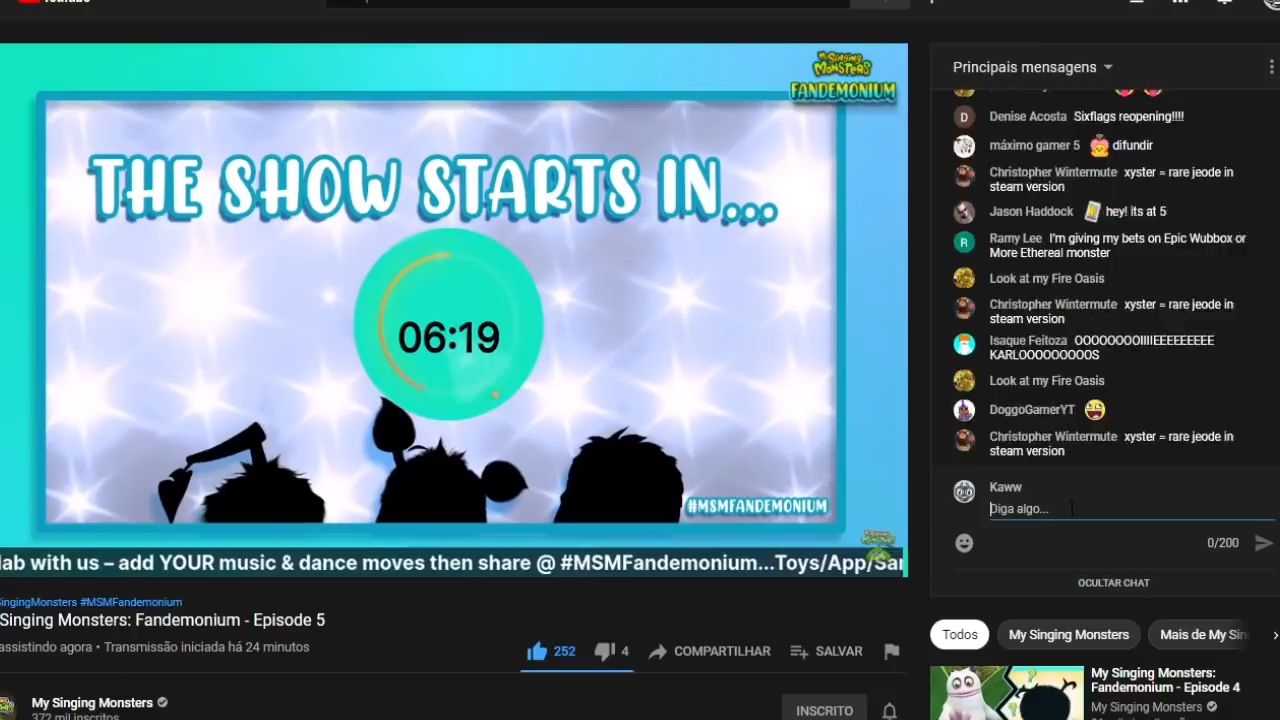 My Singing
Monsters
FANDEMONIUM
THE SHOW STARTS IN...
06:19
#MSMFANDEMONIUM
lab with us – add YOUR music & dance moves then share @ #MSMFandemonium...Toys/App/Sa
SingingMonsters #MSMFandemonium
Singing Monsters: Fandemonium - Episode 5
assistindo agora • Transmissão iniciada há 24 minutos
252
4
COMPARTILHAR
SALVAR
My Singing Monsters
372 mil inscritos
INSCRITO
Principais mensagens
D
Denise Acosta Sixflags reopening!!!!
máximo gamer 5 difundir
Christopher Wintermute xyster = rare jeode in
steam version
Jason Haddock hey! its at 5
R
Ramy Lee I'm giving my bets on Epic Wubbox or
More Ethereal monster
Look at my Fire Oasis
Christopher Wintermute xyster = rare jeode in
steam version
Isaque Feitoza OOOOOOOOIIIIEEEEEEEEE
KARLOOOOOOOOOS
Look at my Fire Oasis
DoggoGamerYT
Christopher Wintermute xyster = rare jeode in
steam version
Kaww
Diga algo...
0/200
OCULTAR CHAT
Todos
My Singing Monsters
Mais de My Sin
My Singing Monsters:
Fandemonium - Episode 4
My Singing Monsters